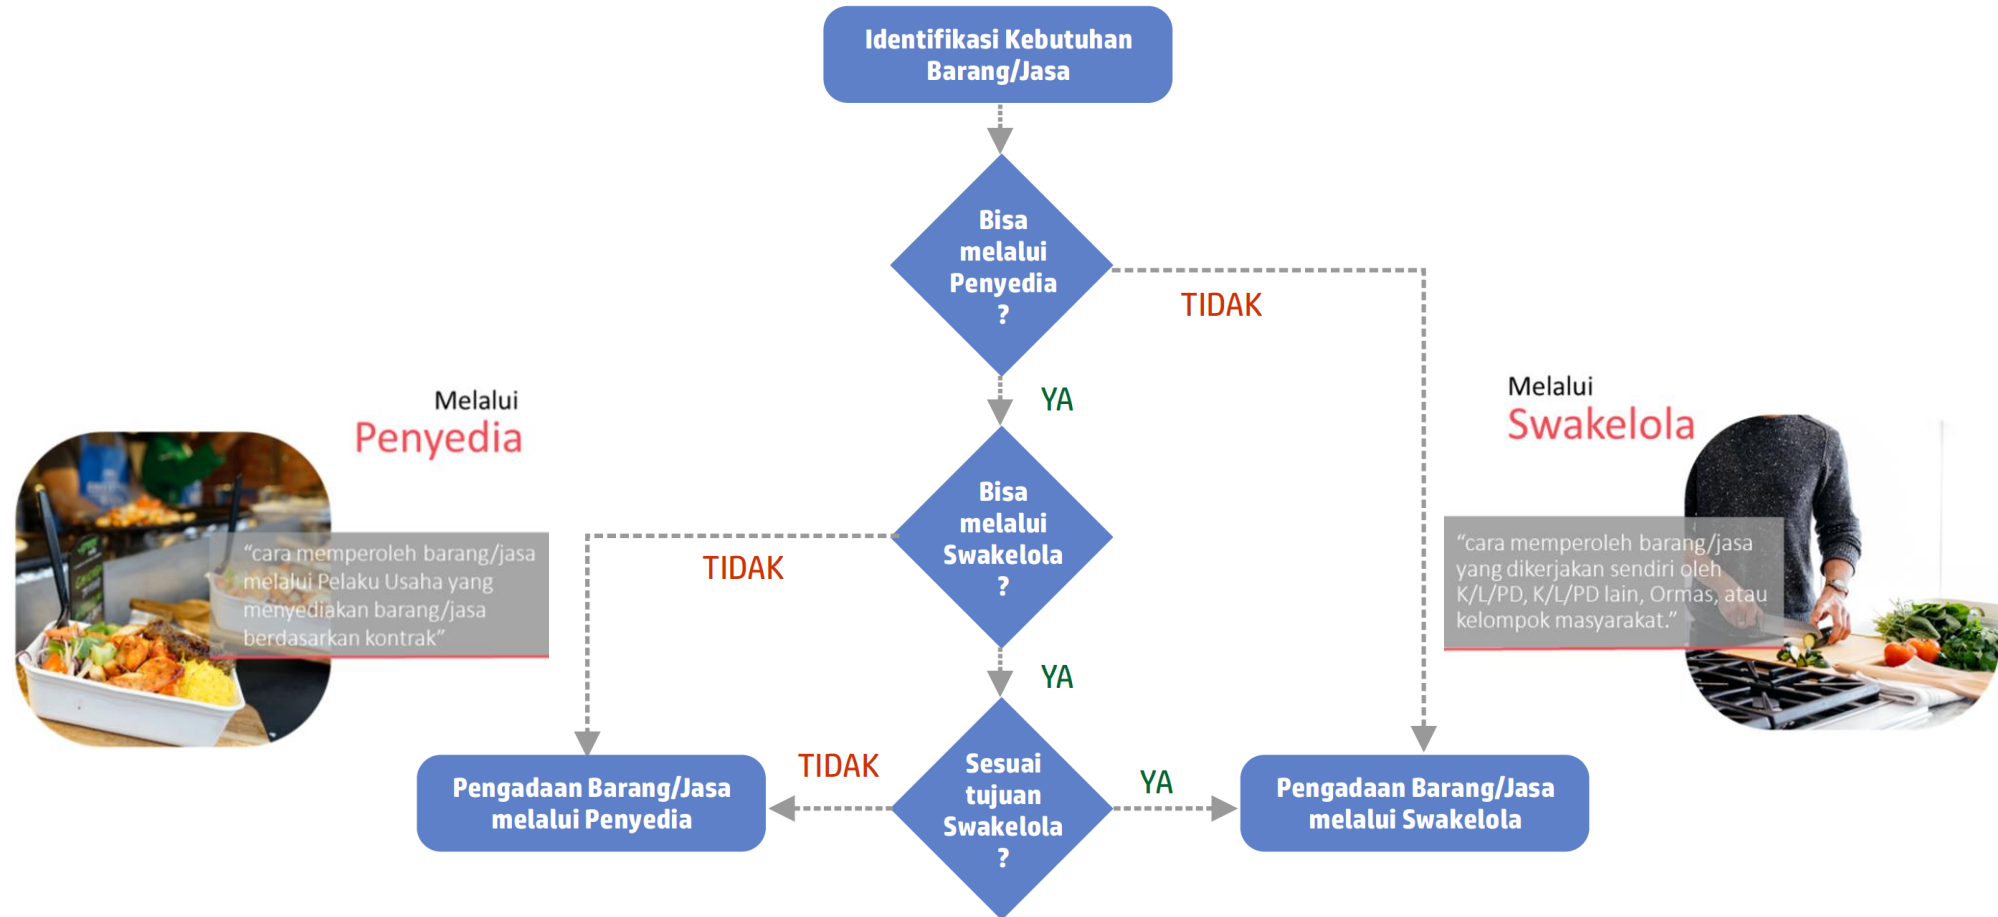 Identifikasi Kebutuhan
Barang/Jasa
Bisa
melalui
Penyedia
?
TIDAK
YA
Melalui
Penyedia
"cara memperoleh barang/jasa
melalui Pelaku Usaha yang
menyediakan barang/jasa
berdasarkan kontrak"
Melalui
Swakelola
"cara memperoleh barang/jasa
yang dikerjakan sendiri oleh
K/L/PD, K/L/PD lain, Ormas, atau
kelompok masyarakat."
Bisa
melalui
Swakelola
?
TIDAK
YA
Sesuai
tujuan
Swakelola
?
TIDAK
YA
Pengadaan Barang/Jasa
melalui Penyedia
Pengadaan Barang/Jasa
melalui Swakelola